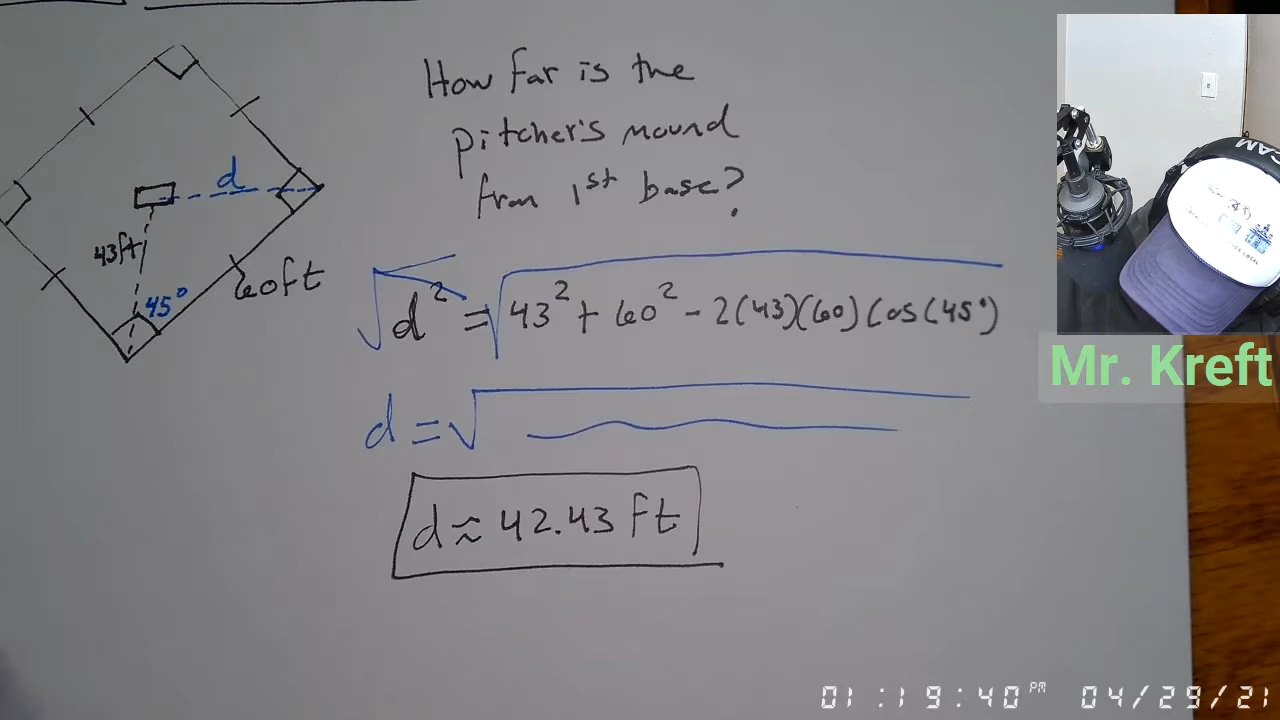 How far is the
pitcher's mound
from 1st base?
d
43ft
45°
60ft
√d² = √43² + 60² - 2(43)(60)cos(45°)
d = √
d ≈ 42.43 ft
Mr. Kreft
01:19:40 PM 04/29/21